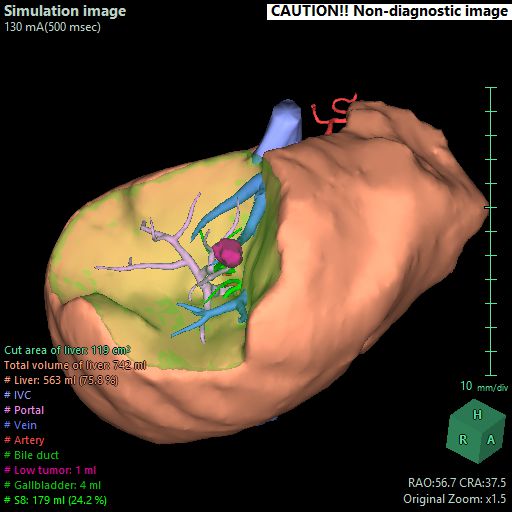 Simulation image
CAUTION!! Non-diagnostic image
130 mA(500 msec)
Cut area of liver: 119 cm²
Total volume of liver: 742 ml
# Liver: 563 ml (75.8 %)
# IVC
# Portal
# Vein
# Artery
# Bile duct
# Low tumor: 1 ml
# Gallbladder: 4 ml
# S8: 179 ml (24.2 %)
10 mm/div
H
R A
RAO:56.7 CRA:37.5
Original Zoom: x1.5